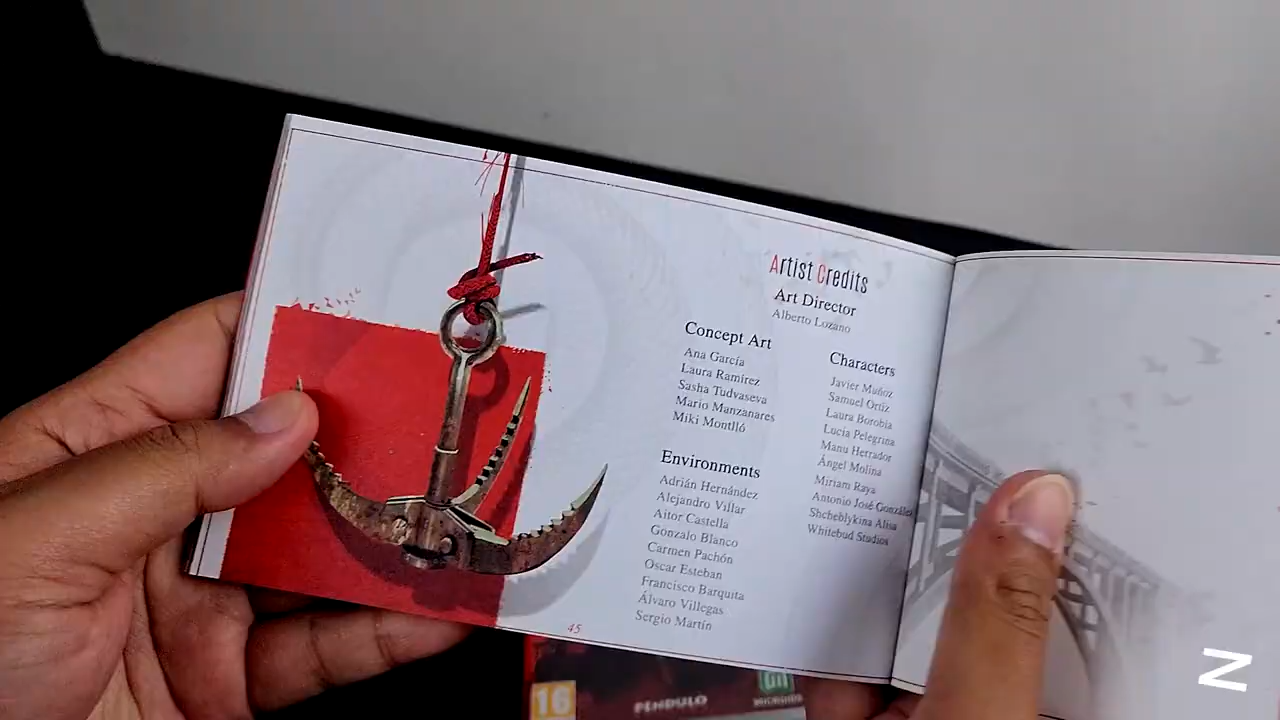 Artist Credits
Art Director
Alberto Lozano
Concept Art
Ana García
Laura Ramírez
Sasha Tudvaseva
Mario Manzanares
Miki Montlló
Environments
Adrián Hernández
Alejandro Villar
Aitor Castella
Gonzalo Blanco
Carmen Pachón
Oscar Esteban
Francisco Barquita
Álvaro Villegas
Sergio Martín
Characters
Javier Muñoz
Samuel Ortiz
Laura Borobia
Lucía Pelegrina
Manu Herrador
Ángel Molina
Miriam Raya
Antonio José González
Shcheblykina Alisa
Whitebud Studios
45
16
PENDULO
MICROIDS
Z